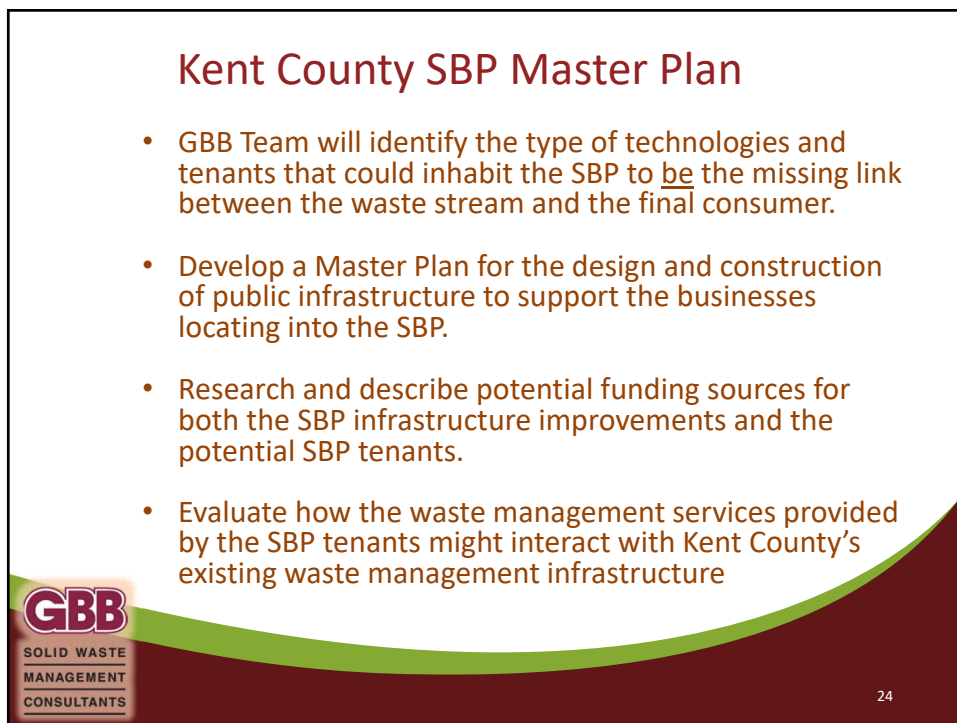 Kent County SBP Master Plan
• GBB Team will identify the type of technologies and
tenants that could inhabit the SBP to be the missing link
between the waste stream and the final consumer.
• Develop a Master Plan for the design and construction
of public infrastructure to support the businesses
locating into the SBP.
• Research and describe potential funding sources for
both the SBP infrastructure improvements and the
potential SBP tenants.
• Evaluate how the waste management services provided
by the SBP tenants might interact with Kent County’s
existing waste management infrastructure
GBB
SOLID WASTE
MANAGEMENT
CONSULTANTS
24